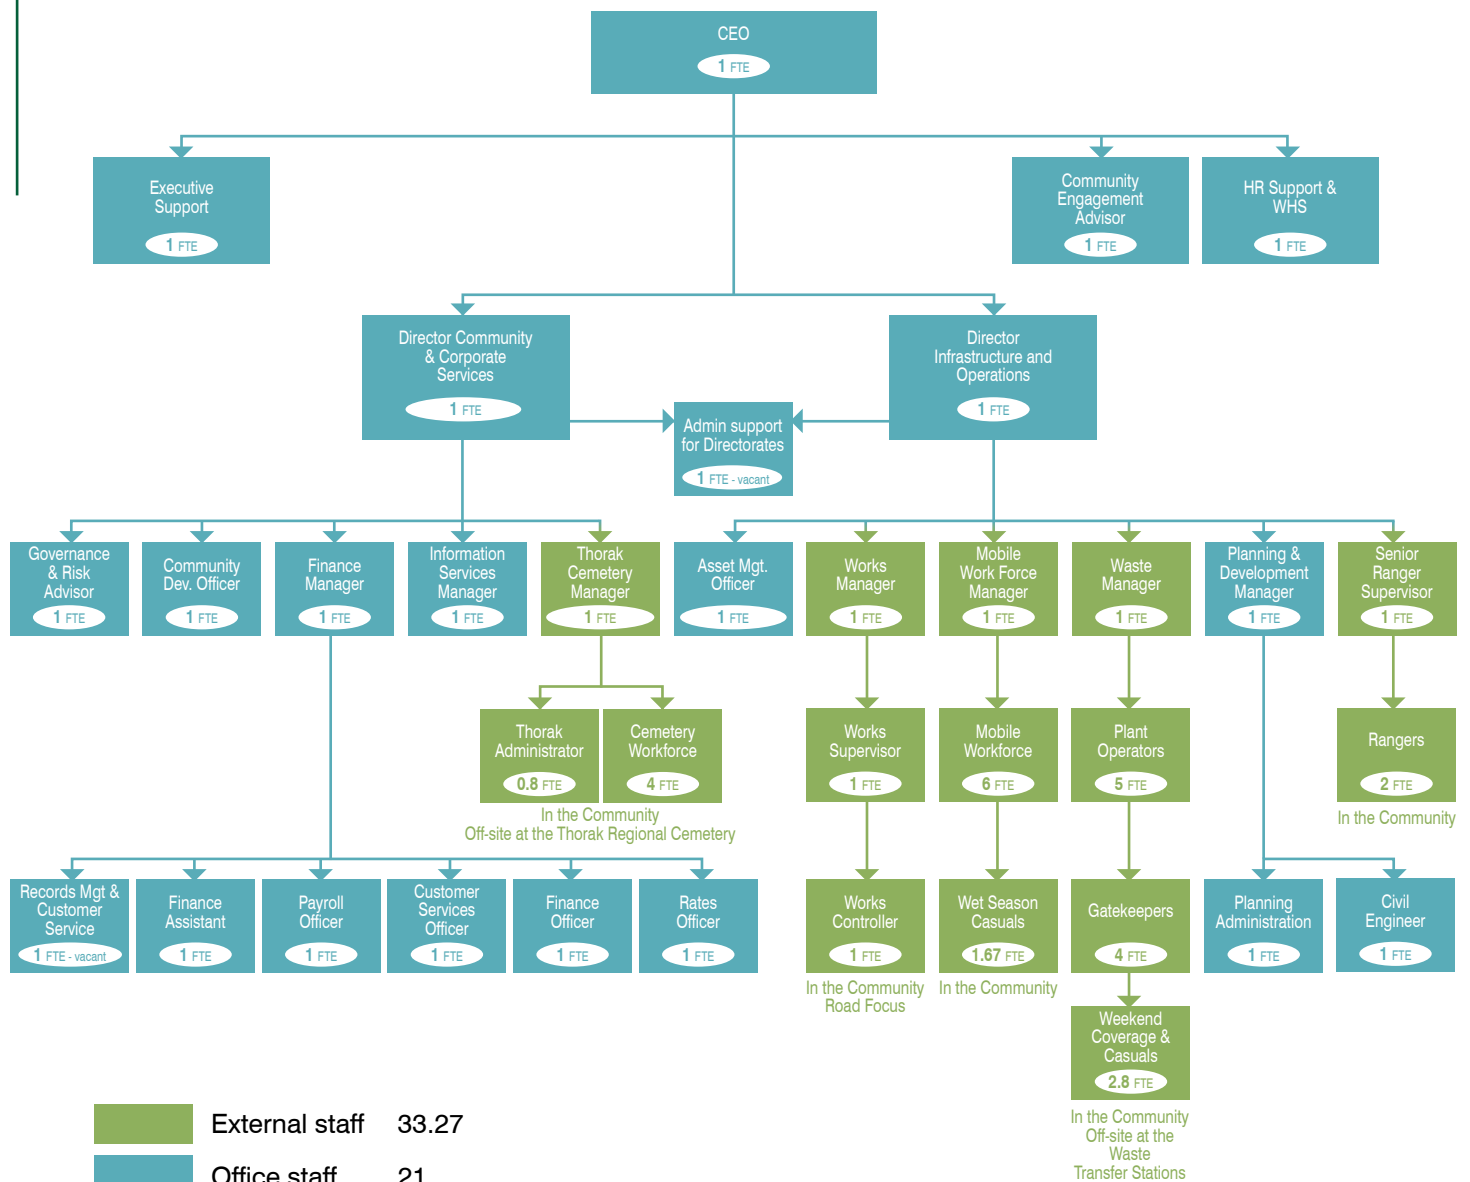 CEO
1 FTE
Executive
Support
1 FTE
Community
Engagement
Advisor
1 FTE
HR Support &
WHS
1 FTE
Director Community
& Corporate
Services
1 FTE
Director
Infrastructure and
Operations
1 FTE
Admin support
for Directorates
1 FTE - vacant
Governance
& Risk
Advisor
1 FTE
Community
Dev. Officer
1 FTE
Finance
Manager
1 FTE
Information
Services
Manager
1 FTE
Thorak
Cemetery
Manager
1 FTE
Asset Mgt.
Officer
1 FTE
Works
Manager
1 FTE
Mobile
Work Force
Manager
1 FTE
Waste
Manager
1 FTE
Planning &
Development
Manager
1 FTE
Senior
Ranger
Supervisor
1 FTE
Thorak
Administrator
0.8 FTE
Cemetery
Workforce
4 FTE
In the Community
Off-site at the Thorak Regional Cemetery
Works
Supervisor
1 FTE
Mobile
Workforce
6 FTE
Plant
Operators
5 FTE
Rangers
2 FTE
In the Community
Records Mgt &
Customer
Service
1 FTE - vacant
Finance
Assistant
1 FTE
Payroll
Officer
1 FTE
Customer
Services
Officer
1 FTE
Finance
Officer
1 FTE
Rates
Officer
1 FTE
Works
Controller
1 FTE
In the Community
Road Focus
Wet Season
Casuals
1.67 FTE
In the Community
Gatekeepers
4 FTE
Planning
Administration
1 FTE
Civil
Engineer
1 FTE
Weekend
Coverage &
Casuals
2.8 FTE
In the Community
Off-site at the
Waste
Transfer Stations
External staff 33.27
Office staff 21